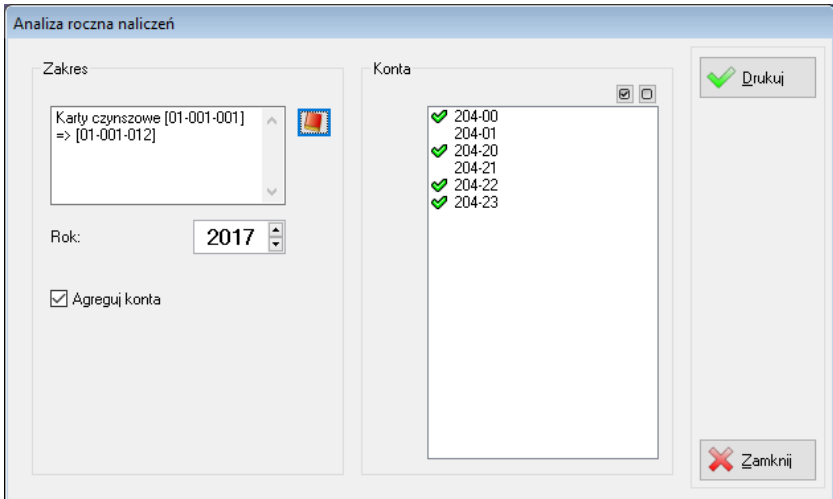 Analiza roczna naliczeń
Zakres
Karty czynszowe [01-001-001]
=> [01-001-012]
Rok:
2017
Agreguj konta
Konta
204-00
204-01
204-20
204-21
204-22
204-23
Drukuj
Zamknij